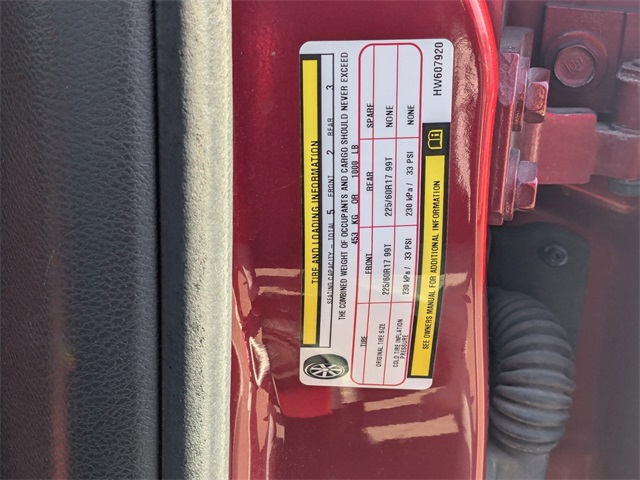 TIRE AND LOADING INFORMATION
SEATING CAPACITY – TOTAL 5 FRONT 2 REAR 3
THE COMBINED WEIGHT OF OCCUPANTS AND CARGO SHOULD NEVER EXCEED
453 KG OR 1000 LB
TIRE FRONT REAR SPARE
ORIGINAL TIRE SIZE 225/60R17 99T 225/60R17 99T NONE
COLD TIRE INFLATION PRESSURE 230 kPa / 33 PSI 230 kPa / 33 PSI NONE
SEE OWNERS MANUAL FOR ADDITIONAL INFORMATION
HW607920